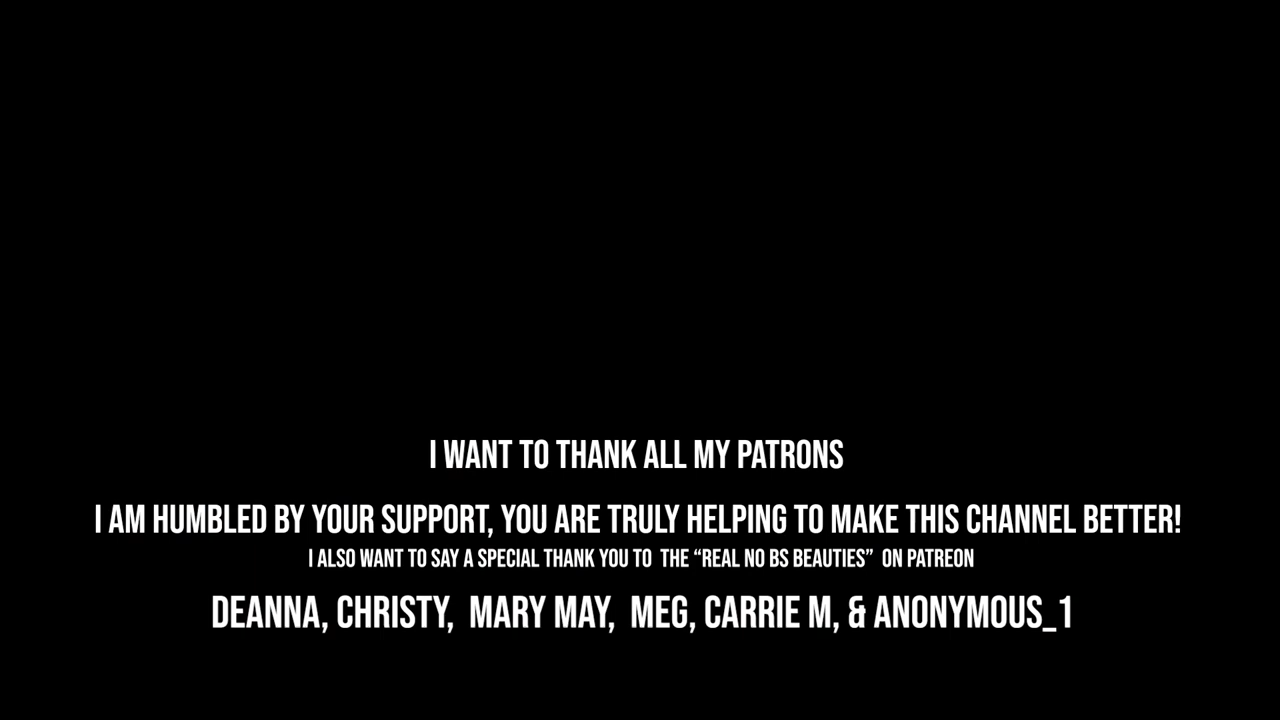 I WANT TO THANK ALL MY PATRONS
I AM HUMBLED BY YOUR SUPPORT, YOU ARE TRULY HELPING TO MAKE THIS CHANNEL BETTER!
I ALSO WANT TO SAY A SPECIAL THANK YOU TO THE “REAL NO BS BEAUTIES” ON PATREON
DEANNA, CHRISTY, MARY MAY, MEG, CARRIE M, & ANONYMOUS_1